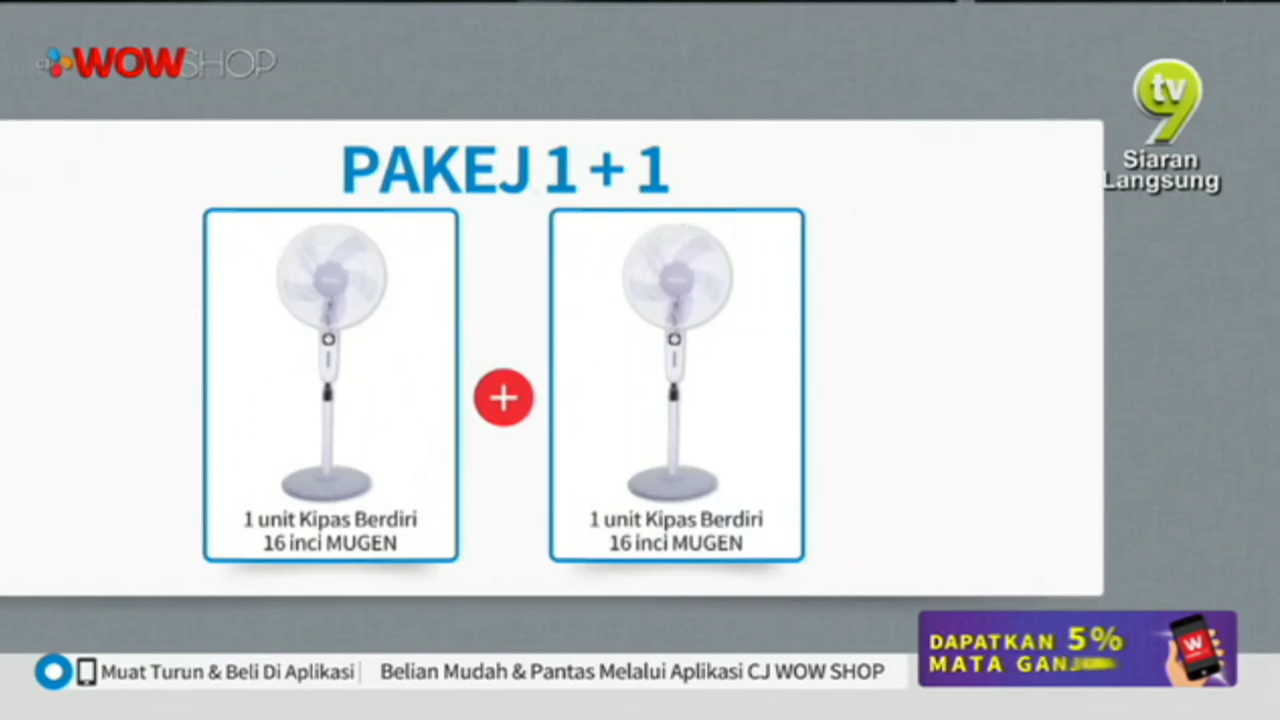 WOWSHOP
tv9
Siaran
Langsung
PAKEJ 1 + 1
1 unit Kipas Berdiri
16 inci MUGEN
1 unit Kipas Berdiri
16 inci MUGEN
Muat Turun & Beli Di Aplikasi
Belian Mudah & Pantas Melalui Aplikasi CJ WOW SHOP
DAPATKAN 5%
MATA
W